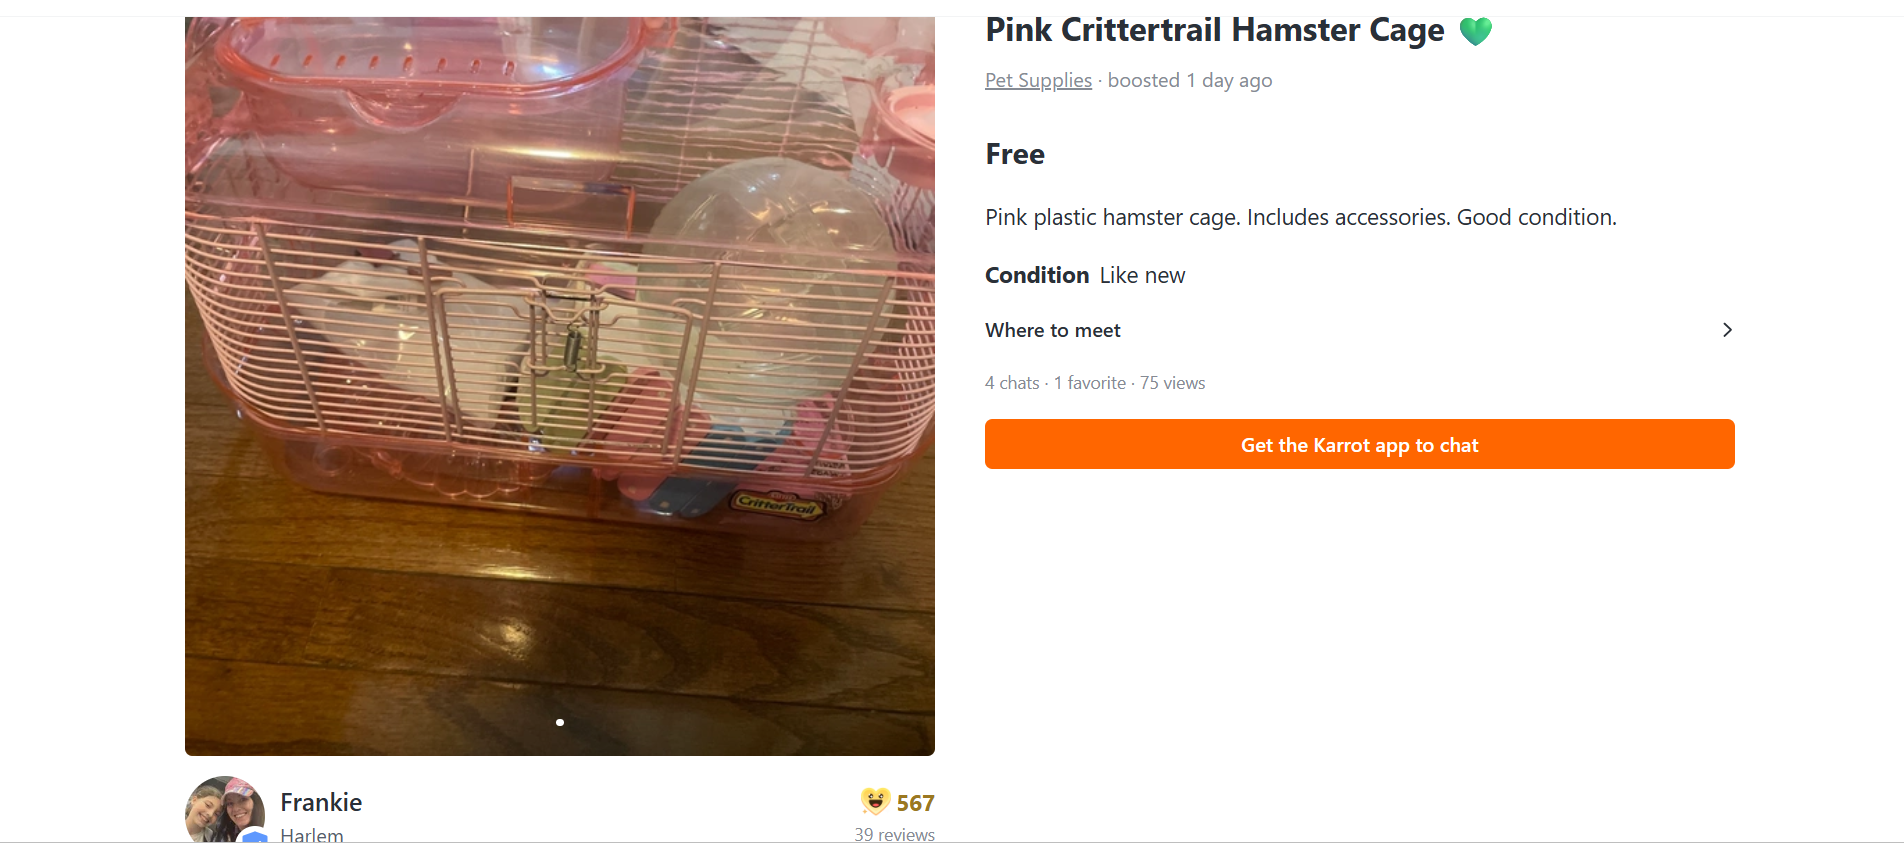 Pink Crittertrail Hamster Cage 💚
Pet Supplies · boosted 1 day ago
Free
Pink plastic hamster cage. Includes accessories. Good condition.
Condition Like new
Where to meet
4 chats · 1 favorite · 75 views
Get the Karrot app to chat
CritterTrail
Frankie
567
Harlem
39 reviews